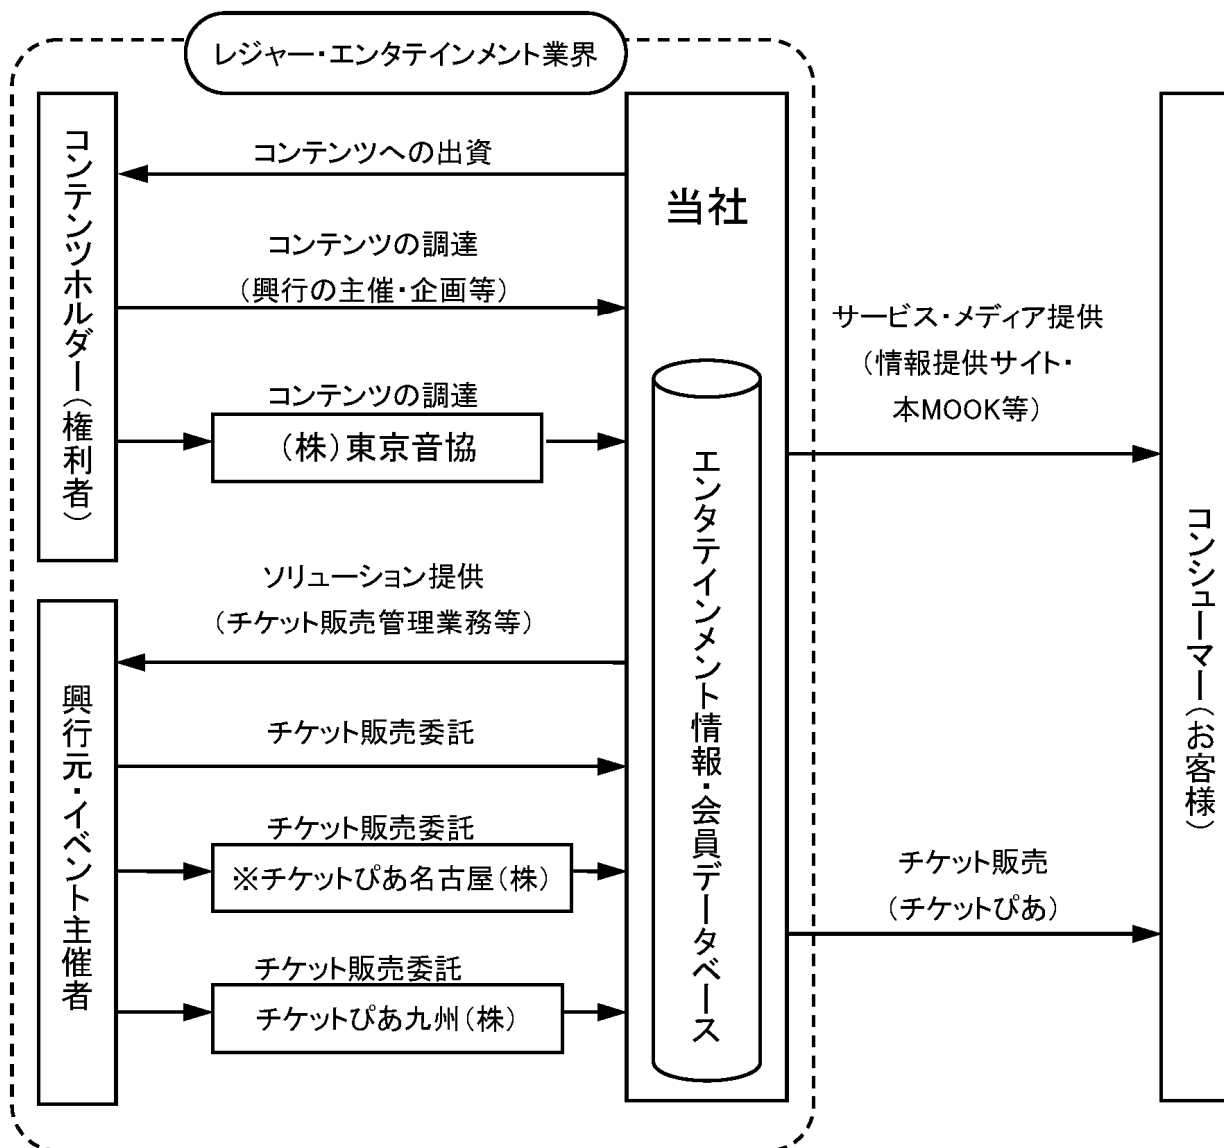 レジャー・エンタテインメント業界
コンテンツホルダー（権利者）
コンテンツへの出資
コンテンツの調達
（興行の主催・企画等）
コンテンツの調達
（株）東京音協
ソリューション提供
（チケット販売管理業務等）
興行元・イベント主催者
チケット販売委託
チケット販売委託
※チケットぴあ名古屋（株）
チケット販売委託
チケットぴあ九州（株）
当社
エンタテインメント情報・会員データベース
サービス・メディア提供
（情報提供サイト・
本MOOK等）
チケット販売
（チケットぴあ）
コンシューマー（お客様）